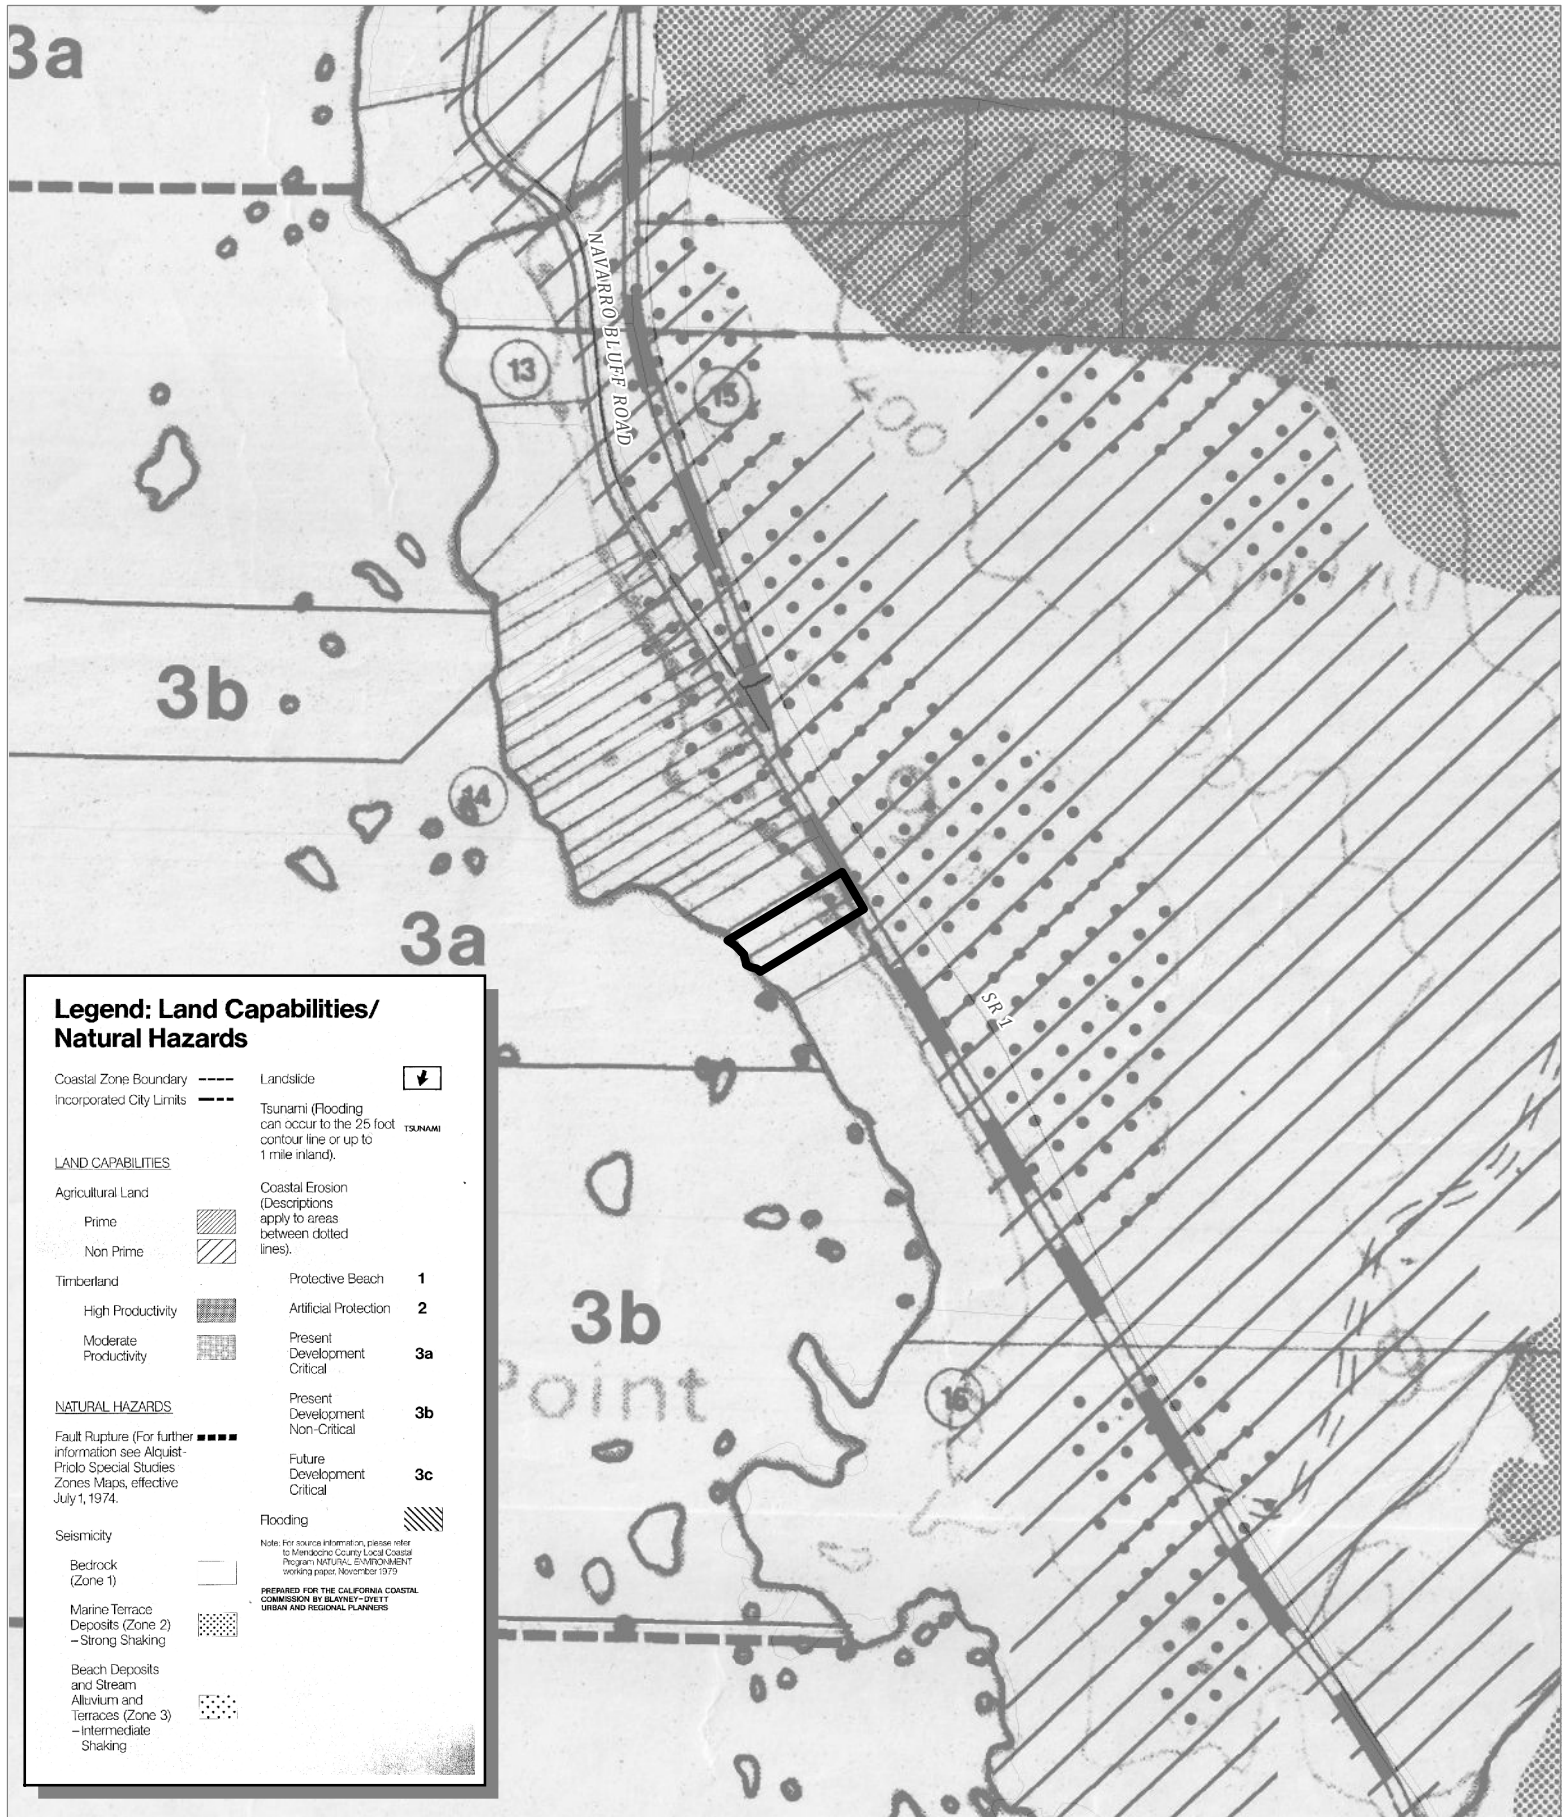 3a
NAVARRO BLUFF ROAD
13
15
400
3b
14
3a
SR 1
3b
Point
16
Legend: Land Capabilities/
Natural Hazards
Coastal Zone Boundary
Incorporated City Limits
LAND CAPABILITIES
Agricultural Land
Prime
Non Prime
Timberland
High Productivity
Moderate
Productivity
NATURAL HAZARDS
Fault Rupture (For further
information see Alquist-
Priolo Special Studies
Zones Maps, effective
July 1, 1974.
Seismicity
Bedrock
(Zone 1)
Marine Terrace
Deposits (Zone 2)
– Strong Shaking
Beach Deposits
and Stream
Alluvium and
Terraces (Zone 3)
– Intermediate
Shaking
Landslide
Tsunami (Flooding
can occur to the 25 foot TSUNAMI
contour line or up to
1 mile inland).
Coastal Erosion
(Descriptions
apply to areas
between dotted
lines).
Protective Beach 1
Artificial Protection 2
Present
Development 3a
Critical
Present
Development 3b
Non-Critical
Future
Development 3c
Critical
Flooding
Note: For source information, please refer
to Mendocino County Local Coastal
Program NATURAL ENVIRONMENT
working paper, November 1979
PREPARED FOR THE CALIFORNIA COASTAL
COMMISSION BY BLAYNEY–DYETT
URBAN AND REGIONAL PLANNERS